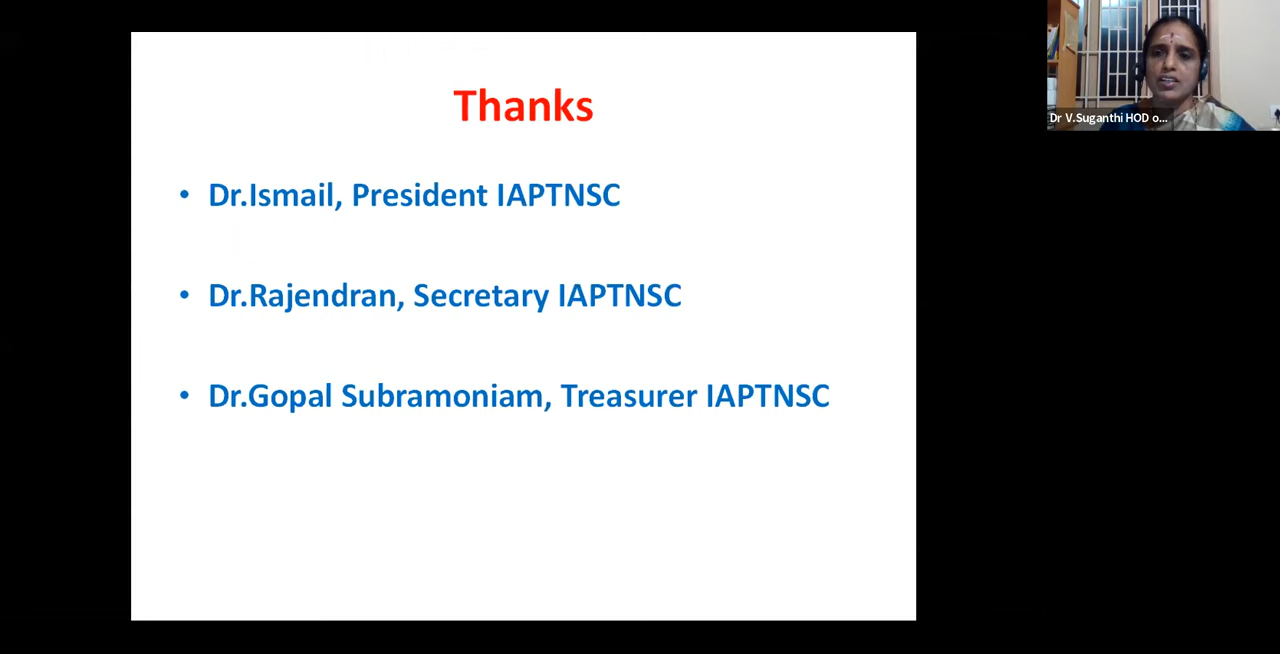 Thanks
• Dr.Ismail, President IAPTNSC
• Dr.Rajendran, Secretary IAPTNSC
• Dr.Gopal Subramoniam, Treasurer IAPTNSC
Dr V.Suganthi HOD o...